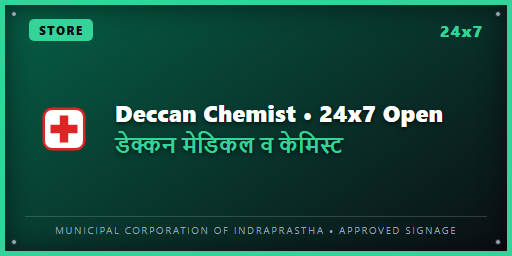 STORE
24x7
Deccan Chemist • 24x7 Open
डेक्कन मेडिकल व केमिस्ट
MUNICIPAL CORPORATION OF INDRAPRASTHA • APPROVED SIGNAGE